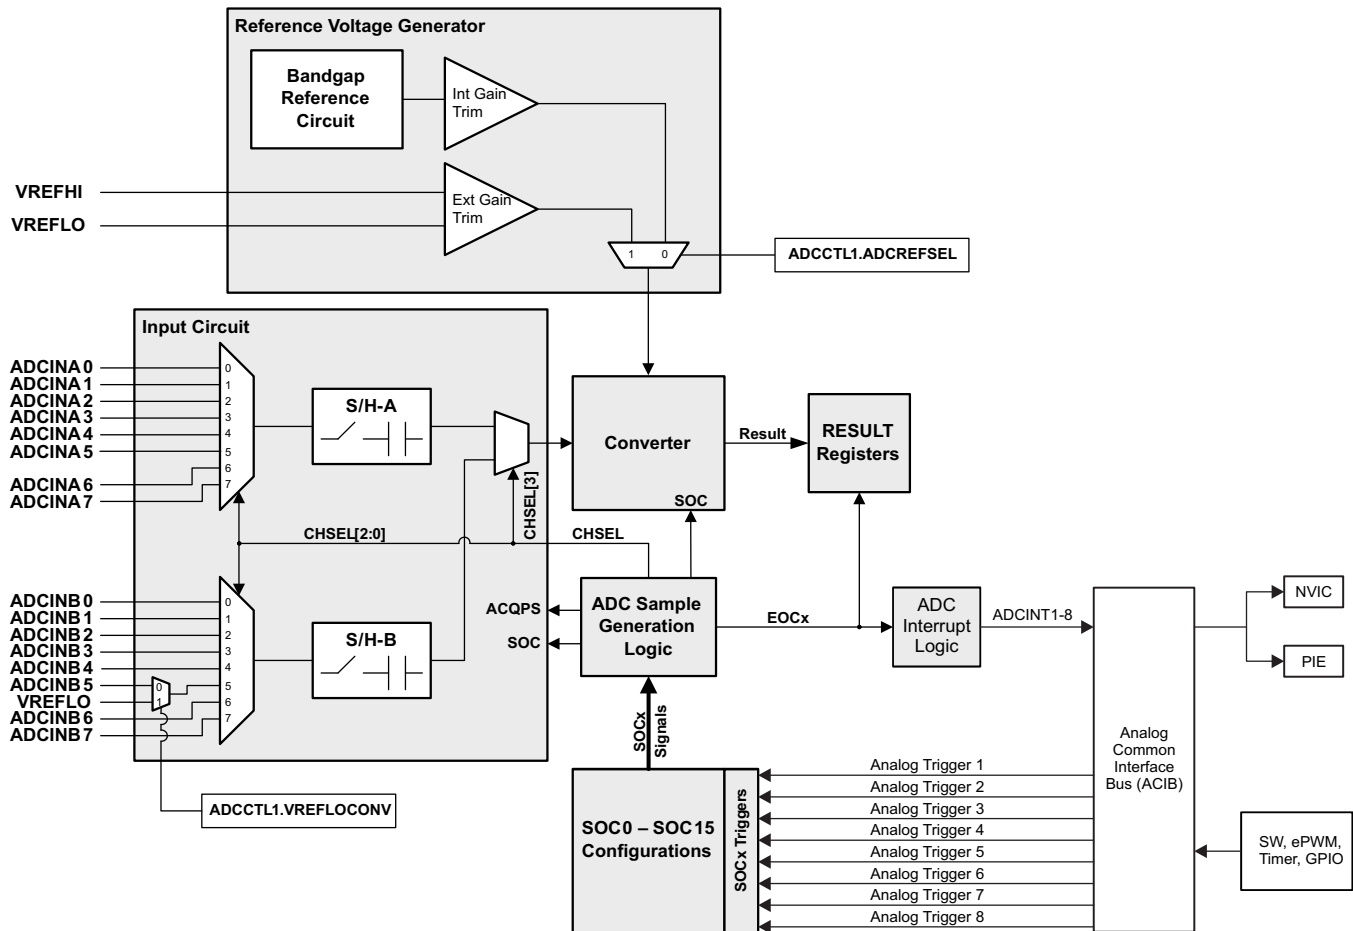 Reference Voltage Generator
Bandgap
Reference
Circuit
Int Gain
Trim
VREFHI
VREFLO
Ext Gain
Trim
1 0
ADCCTL1.ADCREFSEL
Input Circuit
ADCINA 0
ADCINA 1
ADCINA 2
ADCINA 3
ADCINA 4
ADCINA 5
ADCINA 6
ADCINA 7
0
1
2
3
4
5
6
7
S/H-A
CHSEL[3]
Converter
SOC
Result
RESULT
Registers
CHSEL[2:0]
CHSEL
ADCINB 0
ADCINB 1
ADCINB 2
ADCINB 3
ADCINB 4
ADCINB 5
VREFLO
ADCINB 6
ADCINB 7
0
1
0
1
2
3
4
5
6
7
S/H-B
ACQPS
SOC
ADC Sample
Generation
Logic
EOCx
ADC
Interrupt
Logic
ADCINT1-8
NVIC
PIE
Analog
Common
Interface
Bus (ACIB)
ADCCTL1.VREFLOCONV
SOCx
Signals
SOC0 – SOC15
Configurations
SOCx Triggers
Analog Trigger 1
Analog Trigger 2
Analog Trigger 3
Analog Trigger 4
Analog Trigger 5
Analog Trigger 6
Analog Trigger 7
Analog Trigger 8
SW, ePWM,
Timer, GPIO